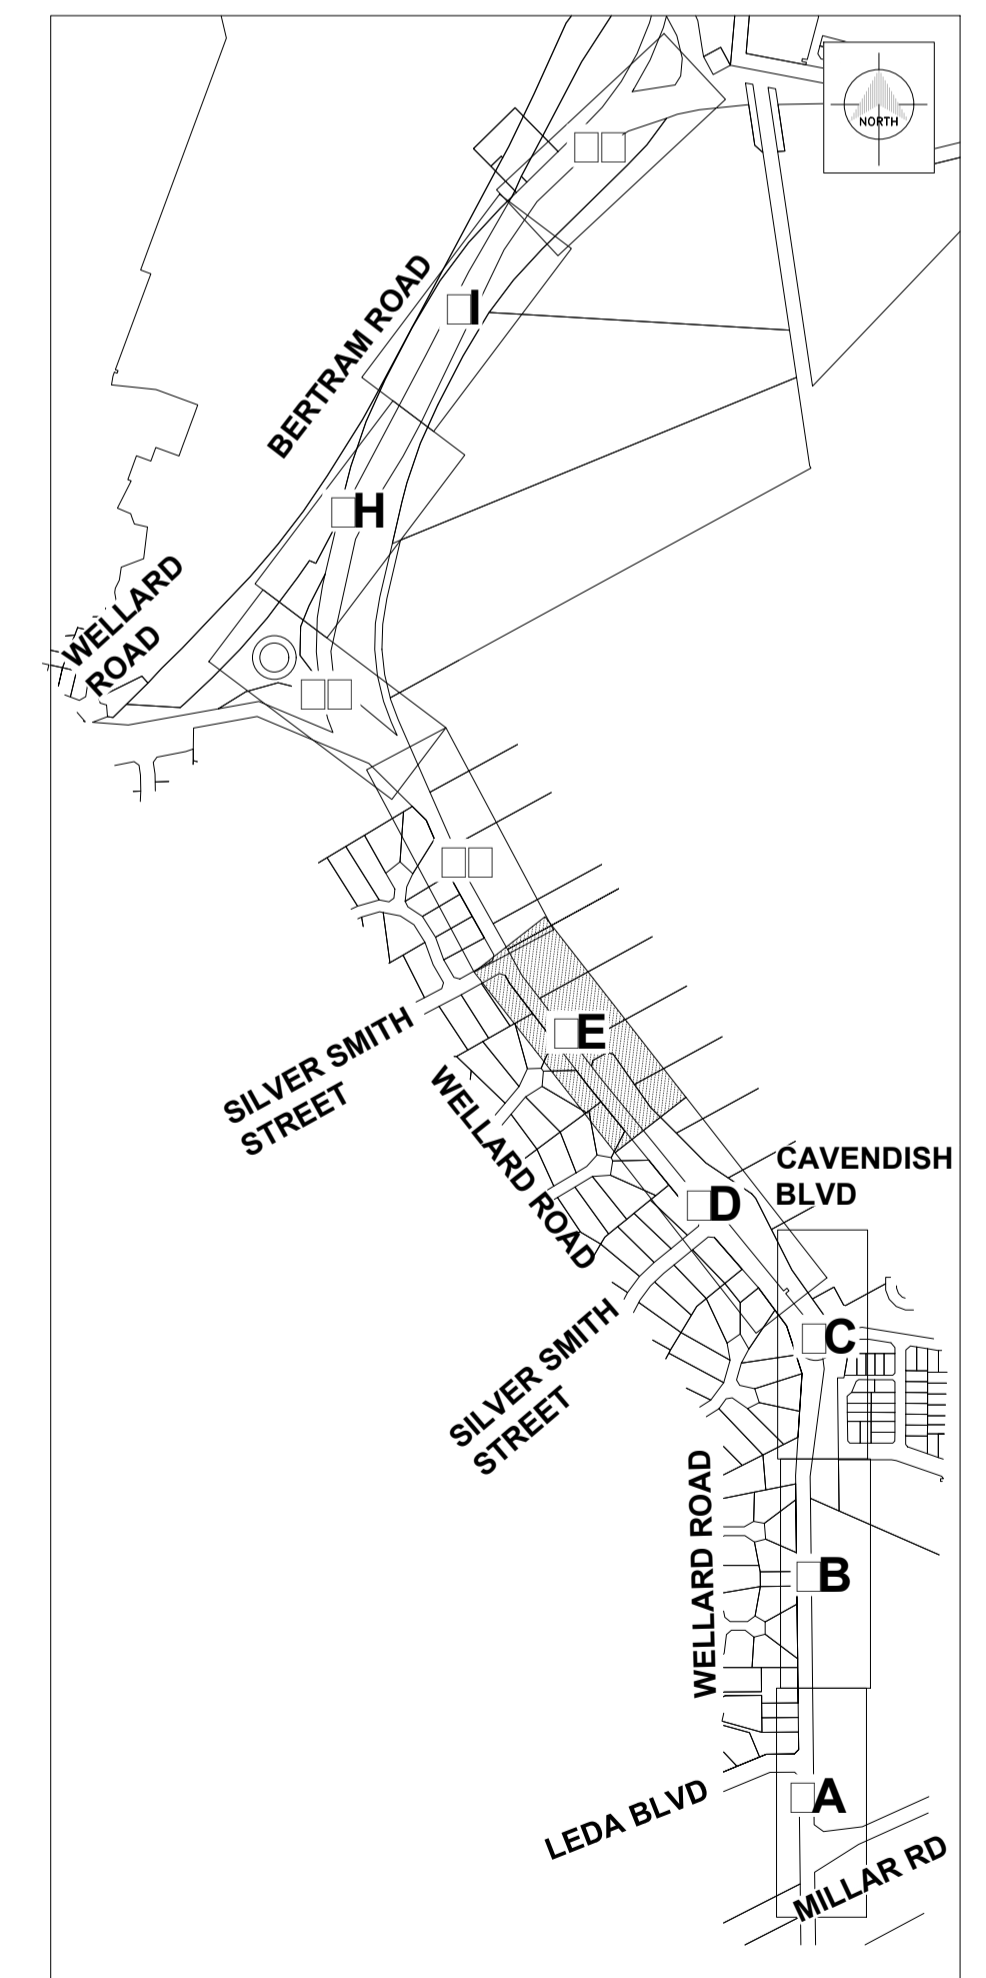 NORTH
BERTRAM ROAD
I
H
WELLARD
ROAD
E
SILVER SMITH
STREET
WELLARD ROAD
CAVENDISH
BLVD
D
C
SILVER SMITH
STREET
WELLARD ROAD
B
A
LEDA BLVD
MILLAR RD